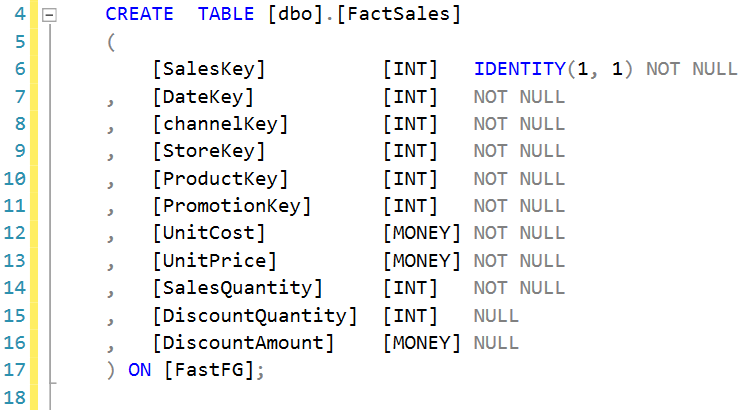 4 CREATE  TABLE [dbo].[FactSales]
5 (
6     [SalesKey]          [INT]   IDENTITY(1, 1) NOT NULL
7 ,   [DateKey]           [INT]   NOT NULL
8 ,   [channelKey]        [INT]   NOT NULL
9 ,   [StoreKey]          [INT]   NOT NULL
10 ,   [ProductKey]        [INT]   NOT NULL
11 ,   [PromotionKey]      [INT]   NOT NULL
12 ,   [UnitCost]          [MONEY] NOT NULL
13 ,   [UnitPrice]         [MONEY] NOT NULL
14 ,   [SalesQuantity]     [INT]   NOT NULL
15 ,   [DiscountQuantity]  [INT]   NULL
16 ,   [DiscountAmount]    [MONEY] NULL
17 ) ON [FastFG];
18